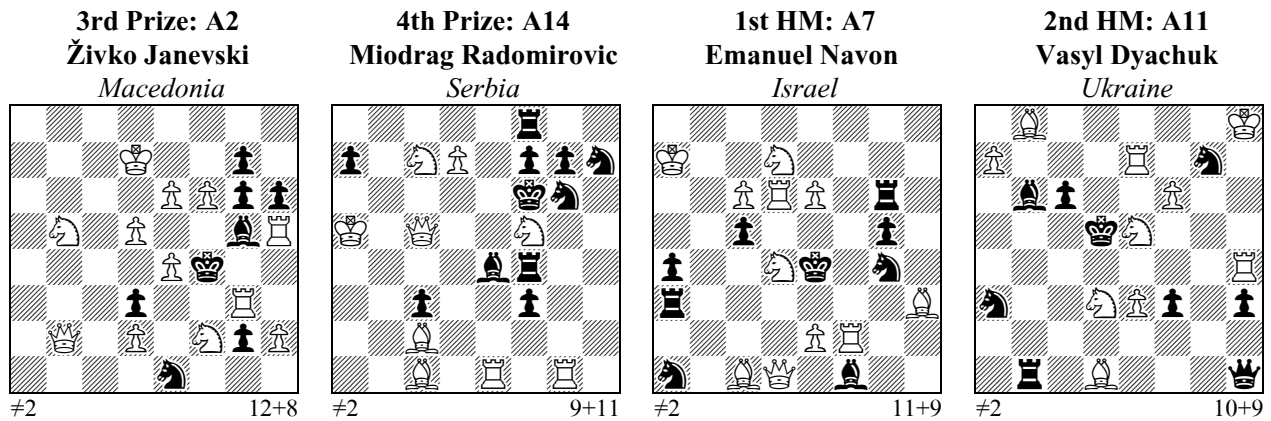 3rd Prize: A2
Živko Janevski
Macedonia
≠2 12+8
4th Prize: A14
Miodrag Radomirovic
Serbia
≠2 9+11
1st HM: A7
Emanuel Navon
Israel
≠2 11+9
2nd HM: A11
Vasyl Dyachuk
Ukraine
≠2 10+9